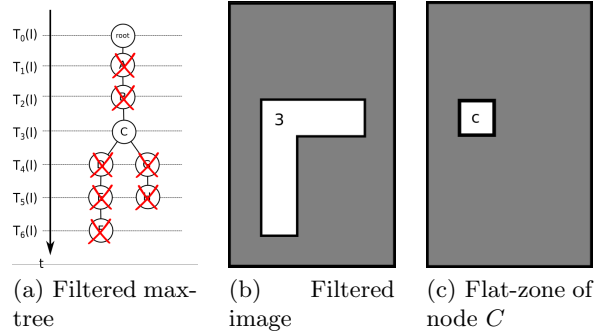 T0(I) root
T1(I) A
T2(I) B
T3(I) C
T4(I) D G
T5(I) E H
T6(I) F
t
3
c
(a) Filtered max-
tree
(b) Filtered
image
(c) Flat-zone of
node C